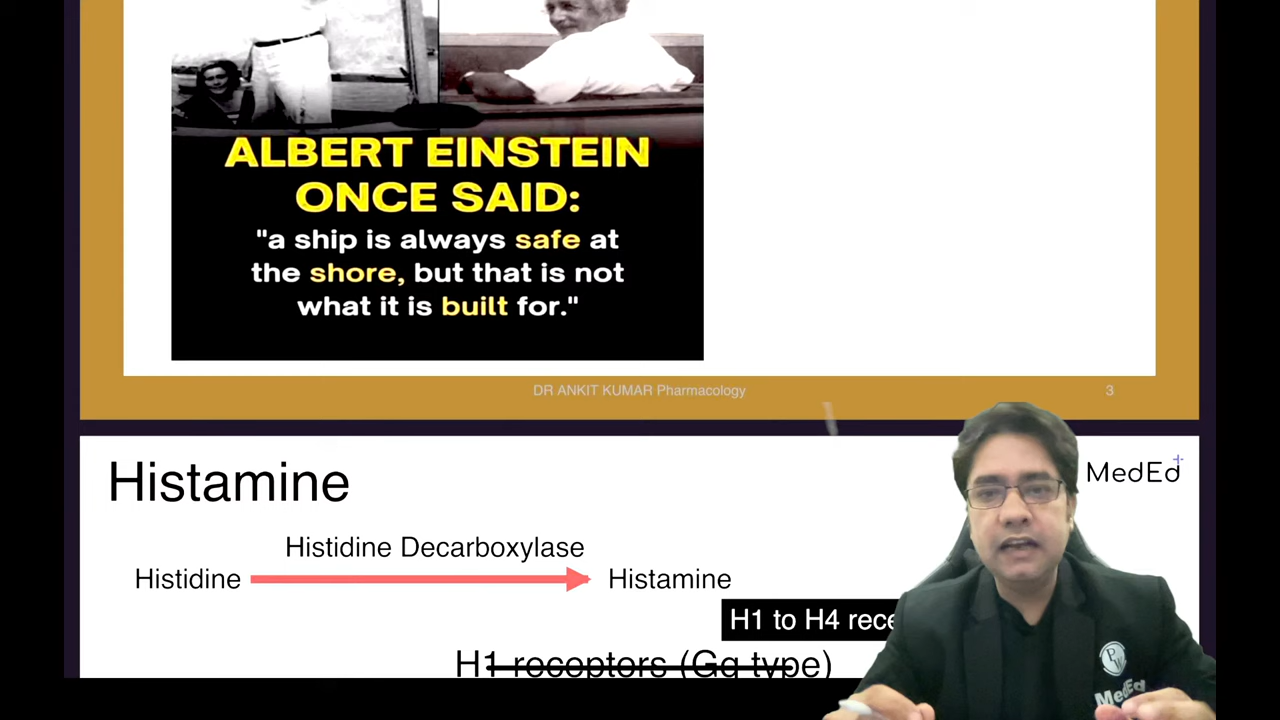 ALBERT EINSTEIN
ONCE SAID:
"a ship is always safe at
the shore, but that is not
what it is built for."
DR ANKIT KUMAR Pharmacology
3
Histamine
MedEd
Histidine Decarboxylase
Histidine
Histamine
H1 to H4
H1 receptors (Gq type)
PW
MedEd